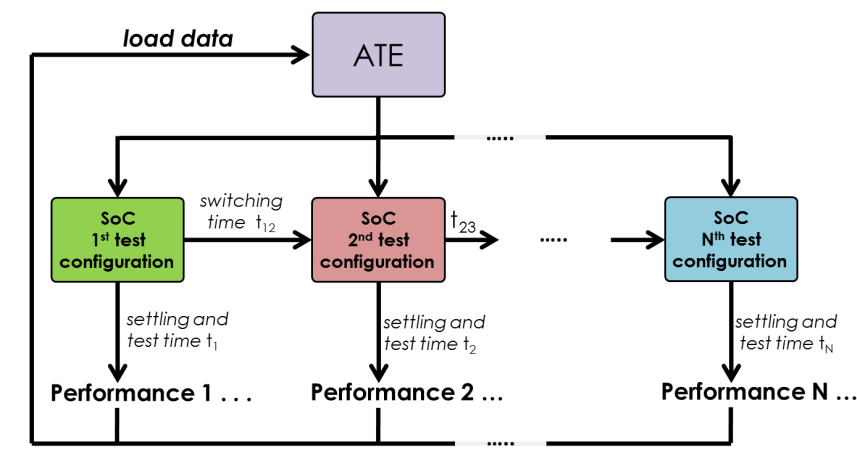 load data
ATE
.....
SoC
1st test
configuration
switching
time t12
SoC
2nd test
configuration
t23
.....
SoC
Nth test
configuration
settling and
test time t1
settling and
test time t2
settling and
test time tN
Performance 1 . . .
Performance 2 ...
Performance N ...
.....